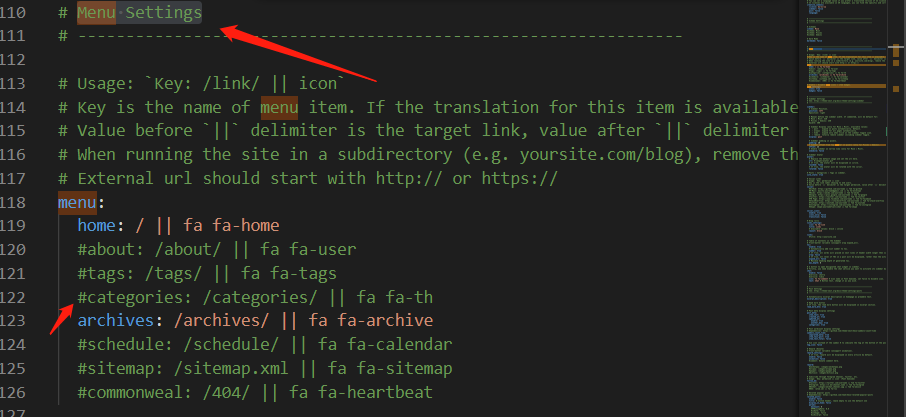 110 # Menu Settings
111 # ---------------------------------------------------------------
112
113 # Usage: `Key: /link/ || icon`
114 # Key is the name of menu item. If the translation for this item is available
115 # Value before `||` delimiter is the target link, value after `||` delimiter
116 # When running the site in a subdirectory (e.g. yoursite.com/blog), remove th
117 # External url should start with http:// or https://
118 menu:
119 home: / || fa fa-home
120 #about: /about/ || fa fa-user
121 #tags: /tags/ || fa fa-tags
122 #categories: /categories/ || fa fa-th
123 archives: /archives/ || fa fa-archive
124 #schedule: /schedule/ || fa fa-calendar
125 #sitemap: /sitemap.xml || fa fa-sitemap
126 #commonweal: /404/ || fa fa-heartbeat
127